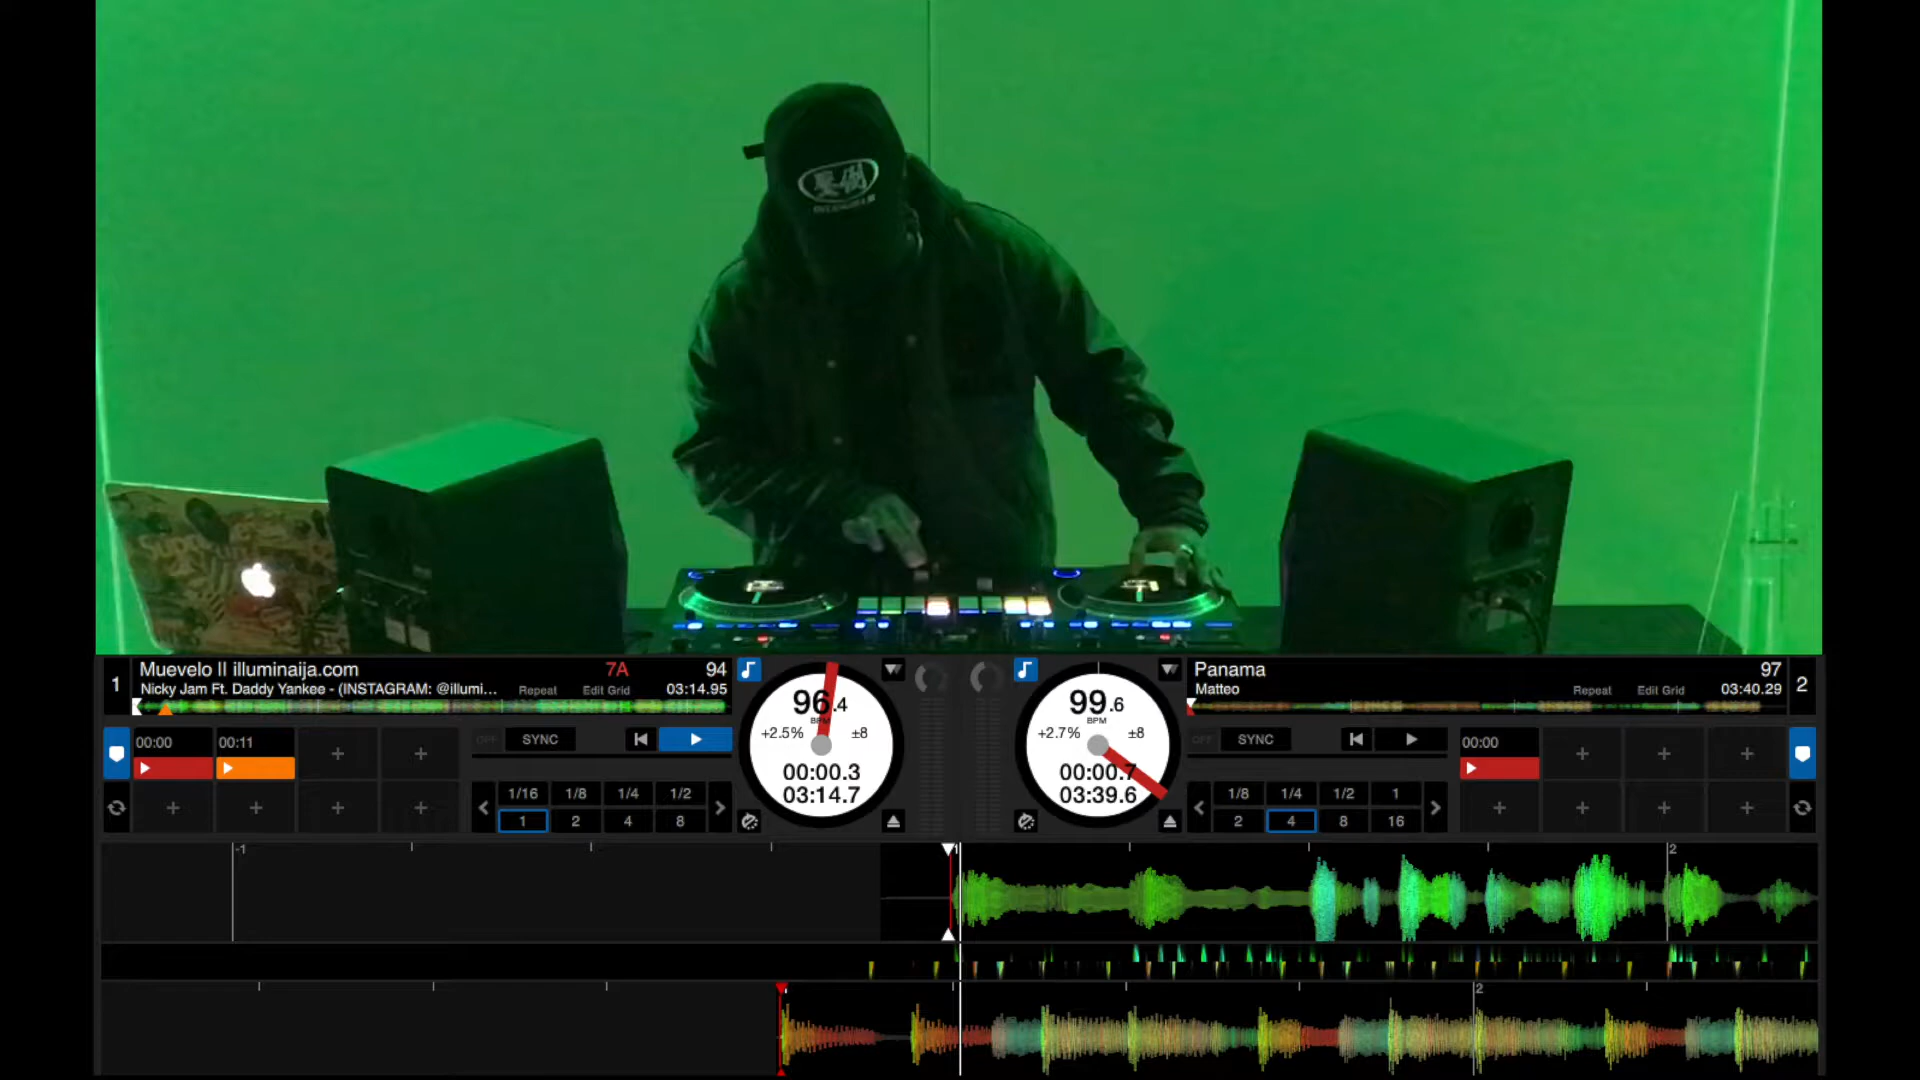 1
Muevelo || illuminaija.com
7A
94
Nicky Jam Ft. Daddy Yankee - (INSTAGRAM: @illumi...
Repeat
Edit Grid
03:14.95
96.4
BPM
+2.5%
±8
00:00.3
03:14.7
99.6
BPM
+2.7%
±8
00:00.7
03:39.6
Panama
97
Matteo
Repeat
Edit Grid
03:40.29
2
00:00
00:11
OFF
SYNC
1/16
1/8
1/4
1/2
1
2
4
8
OFF
SYNC
1/8
1/4
1/2
1
2
4
8
16
00:00
-1
1
2
2